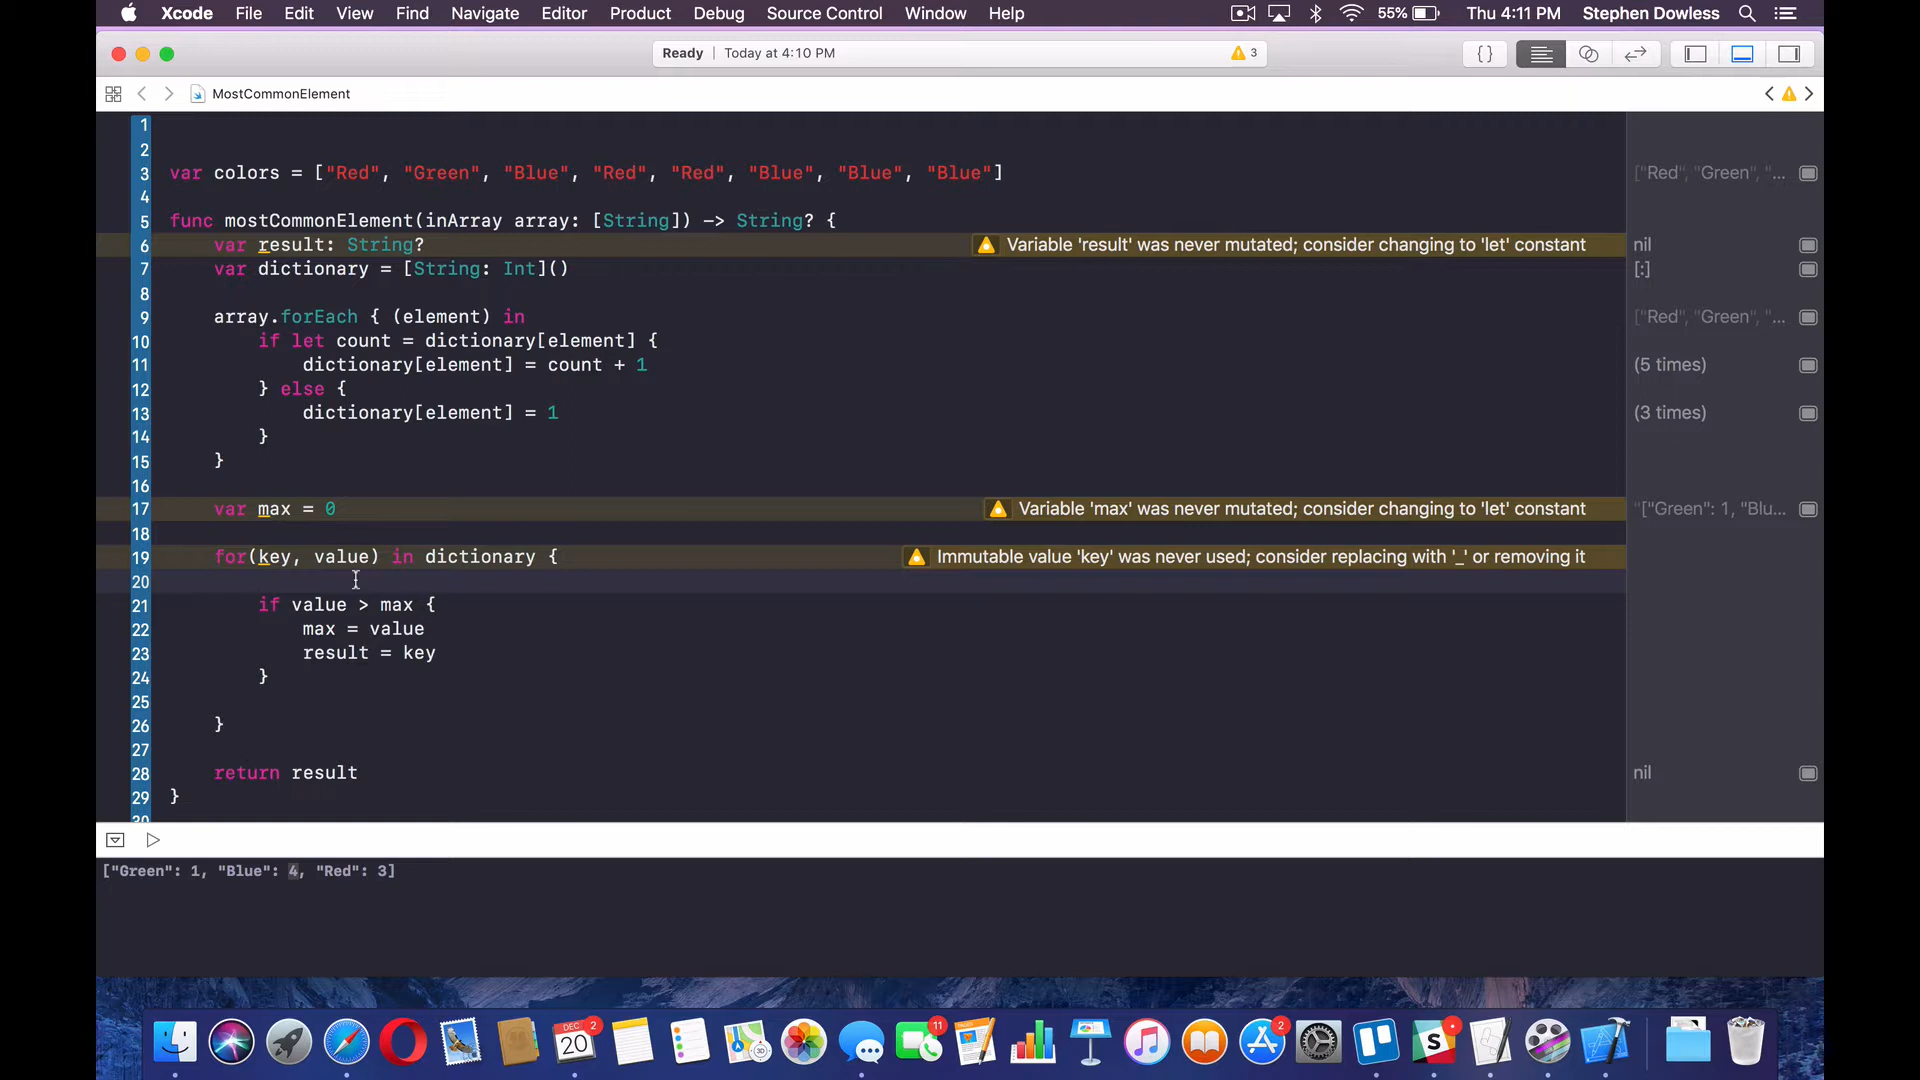 Xcode File Edit View Find Navigate Editor Product Debug Source Control Window Help 55% Thu 4:11 PM Stephen Dowless
Ready | Today at 4:10 PM 3
{}
MostCommonElement
1
2
3 var colors = ["Red", "Green", "Blue", "Red", "Red", "Blue", "Blue", "Blue"] ["Red", "Green", "...
4
5 func mostCommonElement(inArray array: [String]) -> String? {
6 var result: String? Variable 'result' was never mutated; consider changing to 'let' constant nil
7 var dictionary = [String: Int]() [:]
8
9 array.forEach { (element) in ["Red", "Green", "...
10 if let count = dictionary[element] {
11 dictionary[element] = count + 1 (5 times)
12 } else {
13 dictionary[element] = 1 (3 times)
14 }
15 }
16
17 var max = 0 Variable 'max' was never mutated; consider changing to 'let' constant "["Green": 1, "Blu...
18
19 for(key, value) in dictionary { Immutable value 'key' was never used; consider replacing with '_' or removing it
20
21 if value > max {
22 max = value
23 result = key
24 }
25
26 }
27
28 return result nil
29 }
30
["Green": 1, "Blue": 4, "Red": 3]
DEC 20 2 3D 11 2